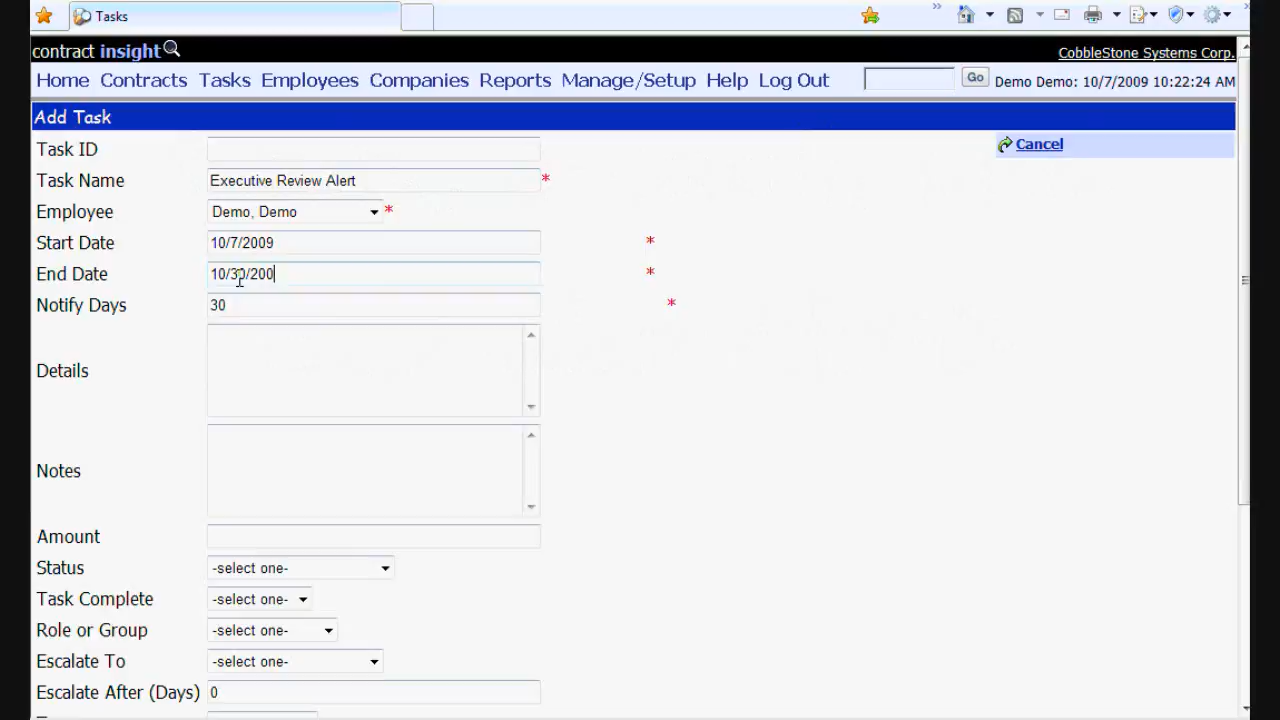 Tasks
contract insight
CobbleStone Systems Corp.
Home Contracts Tasks Employees Companies Reports Manage/Setup Help Log Out Go Demo Demo: 10/7/2009 10:22:24 AM
Add Task
Cancel
Task ID
Task Name Executive Review Alert *
Employee Demo, Demo *
Start Date 10/7/2009 *
End Date 10/30/200 *
Notify Days 30 *
Details
Notes
Amount
Status -select one-
Task Complete -select one-
Role or Group -select one-
Escalate To -select one-
Escalate After (Days) 0